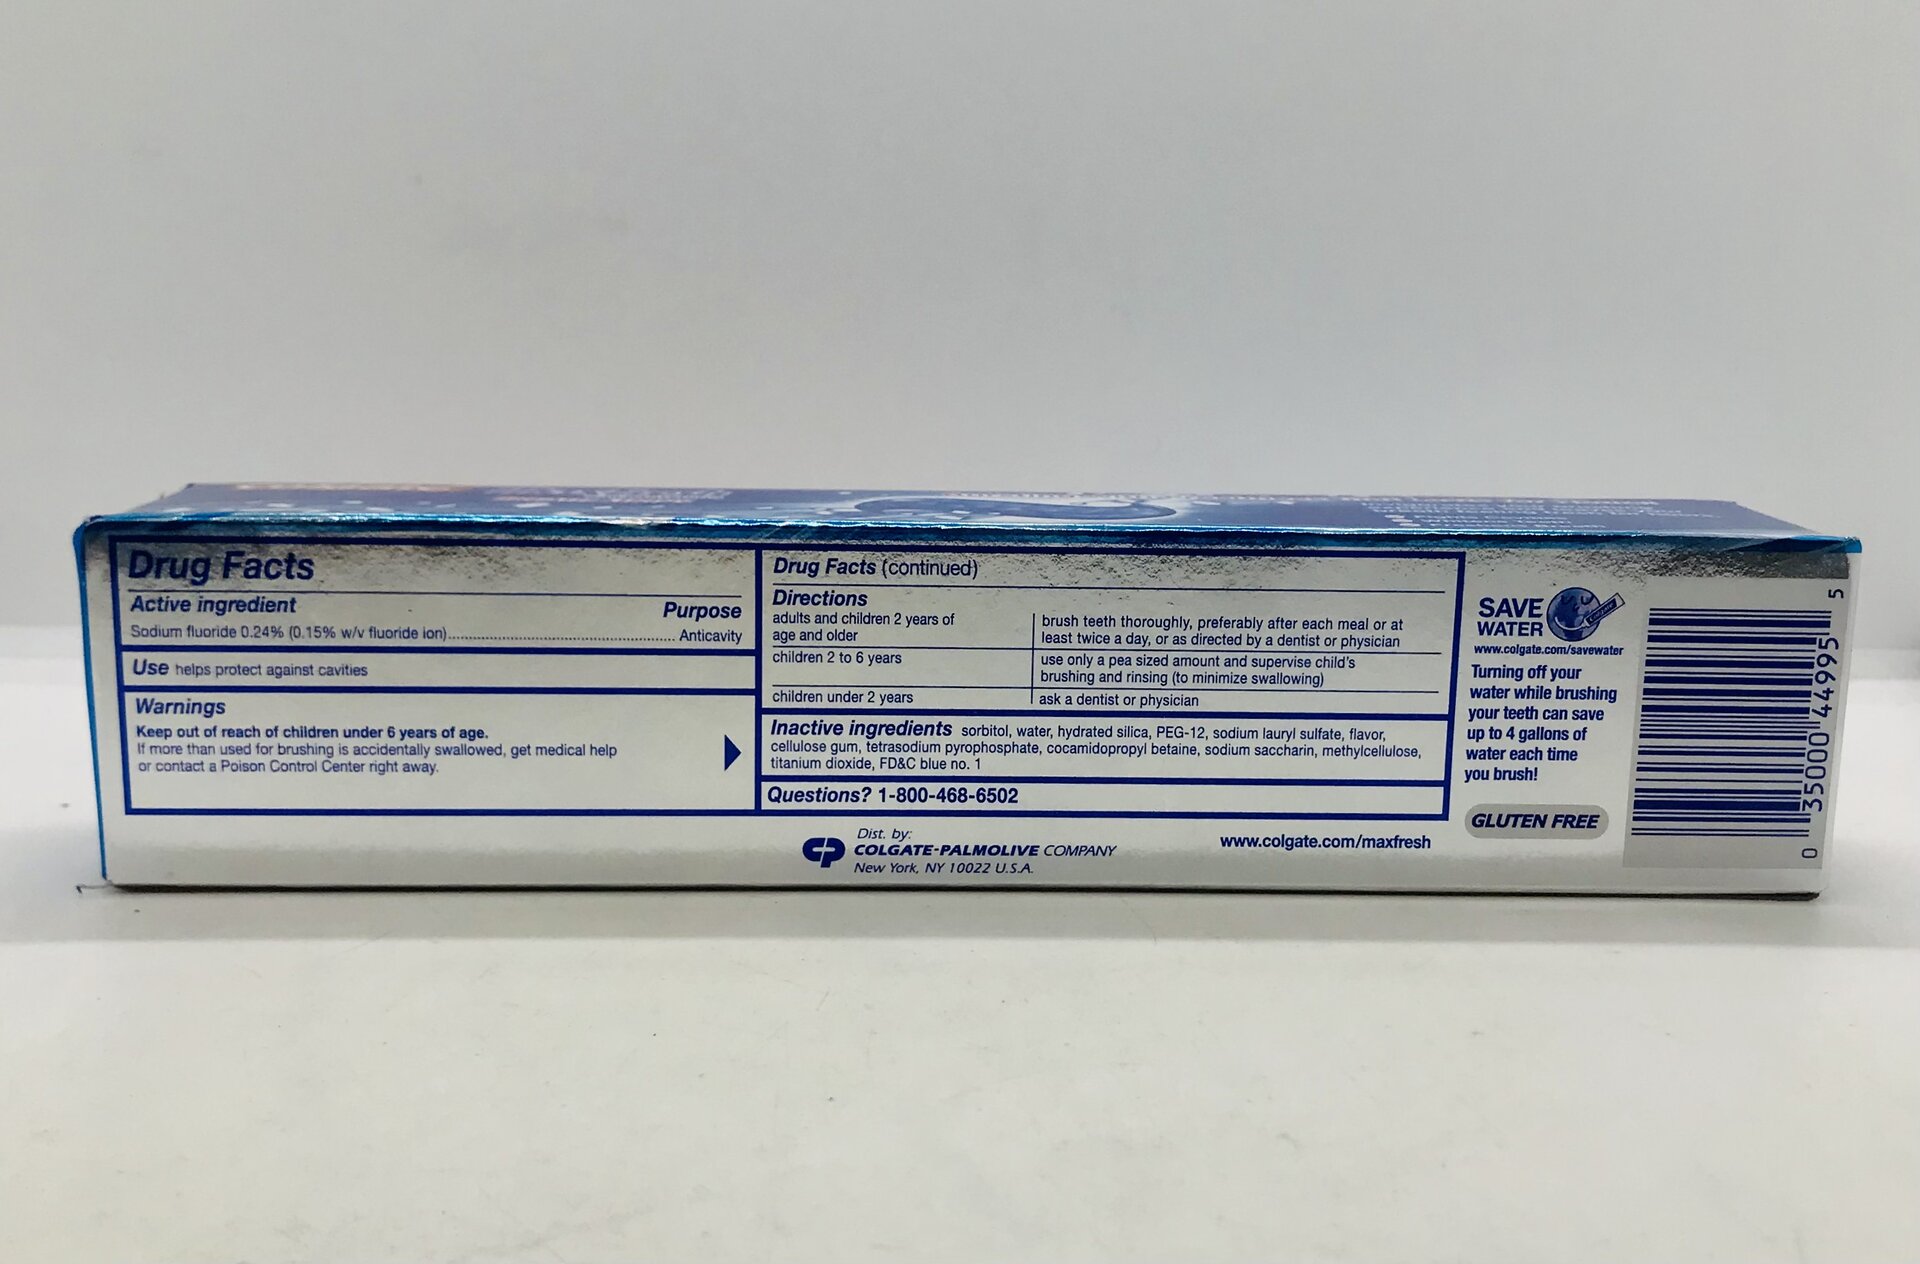 Drug Facts
Active ingredient Purpose
Sodium fluoride 0.24% (0.15% w/v fluoride ion)........................................................ Anticavity
Use helps protect against cavities
Warnings
Keep out of reach of children under 6 years of age.
If more than used for brushing is accidentally swallowed, get medical help
or contact a Poison Control Center right away.
Drug Facts (continued)
Directions
adults and children 2 years of
age and older
brush teeth thoroughly, preferably after each meal or at
least twice a day, or as directed by a dentist or physician
children 2 to 6 years
use only a pea sized amount and supervise child's
brushing and rinsing (to minimize swallowing)
children under 2 years
ask a dentist or physician
Inactive ingredients sorbitol, water, hydrated silica, PEG-12, sodium lauryl sulfate, flavor,
cellulose gum, tetrasodium pyrophosphate, cocamidopropyl betaine, sodium saccharin, methylcellulose,
titanium dioxide, FD&C blue no. 1
Questions? 1-800-468-6502
CP
Dist. by:
COLGATE-PALMOLIVE COMPANY
New York, NY 10022 U.S.A.
www.colgate.com/maxfresh
SAVE
WATER
www.colgate.com/savewater
Turning off your
water while brushing
your teeth can save
up to 4 gallons of
water each time
you brush!
GLUTEN FREE
0 35000 44995 5